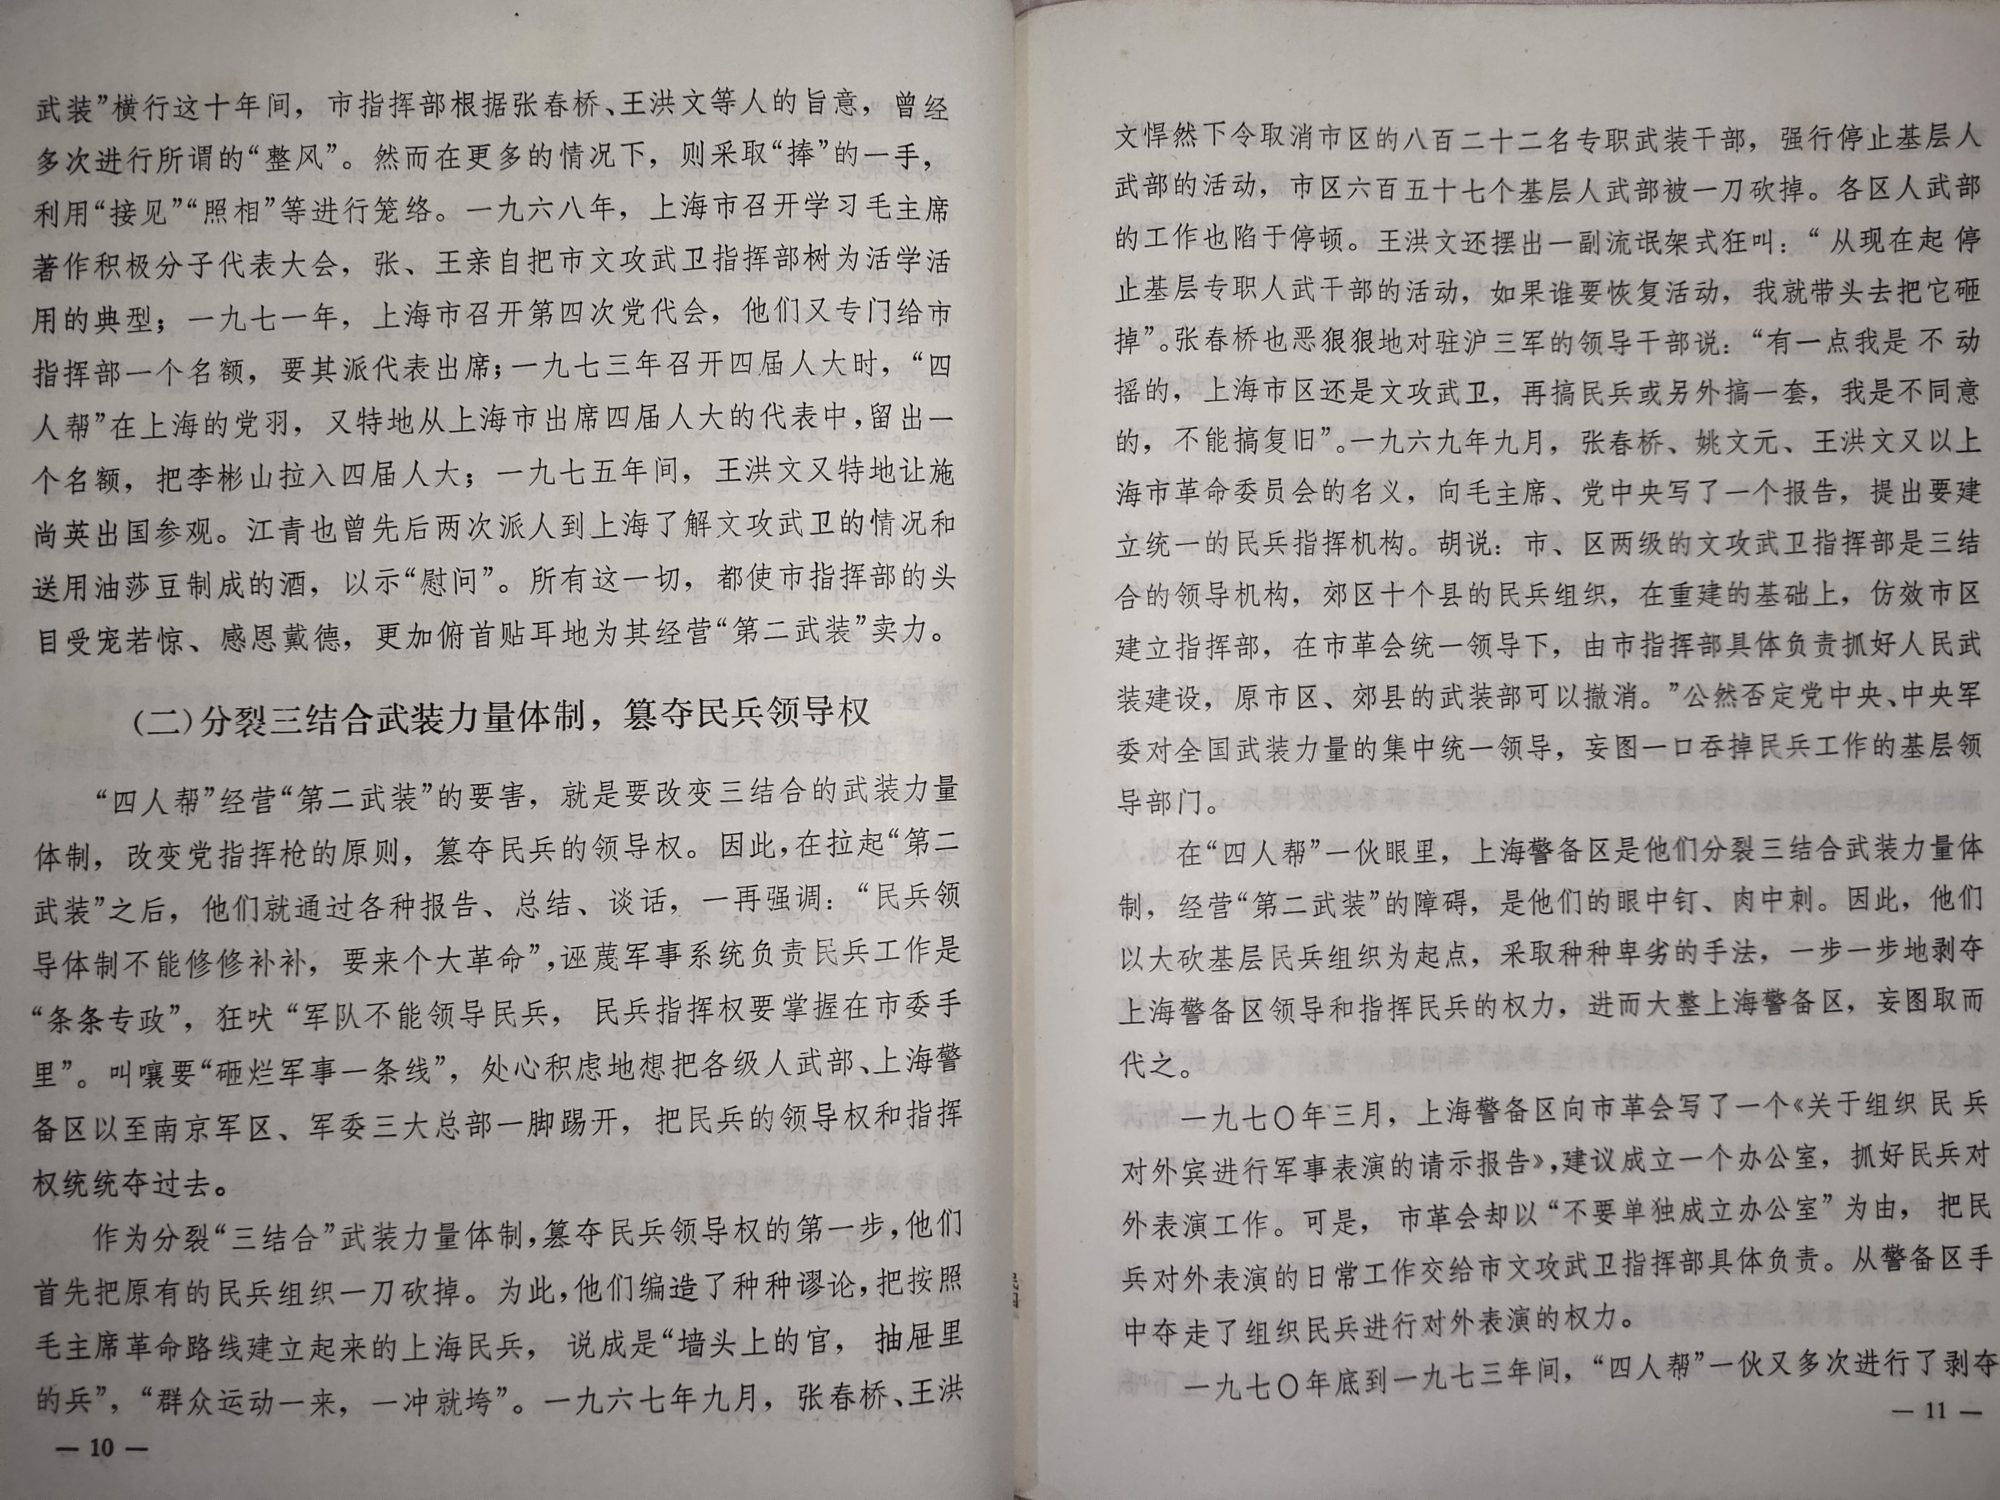 武装”横行这十年间，市指挥部根据张春桥、王洪文等人的旨意，曾经
多次进行所谓的“整风”。然而在更多的情况下，则采取“捧”的一手，
利用“接见”“照相”等进行笼络。一九六八年，上海市召开学习毛主席
著作积极分子代表大会，张、王亲自把市文攻武卫指挥部树为活学活
用的典型；一九七一年，上海市召开第四次党代会，他们又专门给市
指挥部一个名额，要其派代表出席；一九七三年召开四届人大时，“四
人帮”在上海的党羽，又特地从上海市出席四届人大的代表中，留出一
个名额，把李彬山拉入四届人大；一九七五年间，王洪文又特地让施
尚英出国参观。江青也曾先后两次派人到上海了解文攻武卫的情况和
送用油莎豆制成的酒，以示“慰问”。所有这一切，都使市指挥部的头
目受宠若惊、感恩戴德，更加俯首贴耳地为其经营“第二武装”卖力。
（二）分裂三结合武装力量体制，篡夺民兵领导权
“四人帮”经营“第二武装”的要害，就是要改变三结合的武装力量
体制，改变党指挥枪的原则，篡夺民兵的领导权。因此，在拉起“第二
武装”之后，他们就通过各种报告、总结、谈话，一再强调：“民兵领
导体制不能修修补补，要来个大革命”，诬蔑军事系统负责民兵工作是
“条条专政”，狂吠“军队不能领导民兵，民兵指挥权要掌握在市委手
里”。叫嚷要“砸烂军事一条线”，处心积虑地想把各级人武部、上海警
备区以至南京军区、军委三大总部一脚踢开，把民兵的领导权和指挥
权统统夺过去。
作为分裂“三结合”武装力量体制，篡夺民兵领导权的第一步，他们
首先把原有的民兵组织一刀砍掉。为此，他们编造了种种谬论，把按照
毛主席革命路线建立起来的上海民兵，说成是“墙头上的官，抽屉里
的兵”，“群众运动一来，一冲就垮”。一九六七年九月，张春桥、王洪
— 10 —
文悍然下令取消市区的八百二十二名专职武装干部，强行停止基层人
武部的活动，市区六百五十七个基层人武部被一刀砍掉。各区人武部
的工作也陷于停顿。王洪文还摆出一副流氓架式狂叫：“从现在起停
止基层专职人武干部的活动，如果谁要恢复活动，我就带头去把它砸
掉”。张春桥也恶狠狠地对驻沪三军的领导干部说：“有一点我是不动
摇的，上海市区还是文攻武卫，再搞民兵或另外搞一套，我是不同意
的，不能搞复旧”。一九六九年九月，张春桥、姚文元、王洪文又以上
海市革命委员会的名义，向毛主席、党中央写了一个报告，提出要建
立统一的民兵指挥机构。胡说：市、区两级的文攻武卫指挥部是三结
合的领导机构，郊区十个县的民兵组织，在重建的基础上，仿效市区
建立指挥部，在市革会统一领导下，由市指挥部具体负责抓好人民武
装建设，原市区、郊县的武装部可以撤消。”公然否定党中央、中央军
委对全国武装力量的集中统一领导，妄图一口吞掉民兵工作的基层领
导部门。
在“四人帮”一伙眼里，上海警备区是他们分裂三结合武装力量体
制，经营“第二武装”的障碍，是他们的眼中钉、肉中刺。因此，他们
以大砍基层民兵组织为起点，采取种种卑劣的手法，一步一步地剥夺
上海警备区领导和指挥民兵的权力，进而大整上海警备区，妄图取而
代之。
一九七〇年三月，上海警备区向市革会写了一个《关于组织民兵
对外宾进行军事表演的请示报告》，建议成立一个办公室，抓好民兵对
外表演工作。可是，市革会却以“不要单独成立办公室”为由，把民
兵对外表演的日常工作交给市文攻武卫指挥部具体负责。从警备区手
中夺走了组织民兵进行对外表演的权力。
一九七〇年底到一九七三年间，“四人帮”一伙又多次进行了剥夺
— 11 —